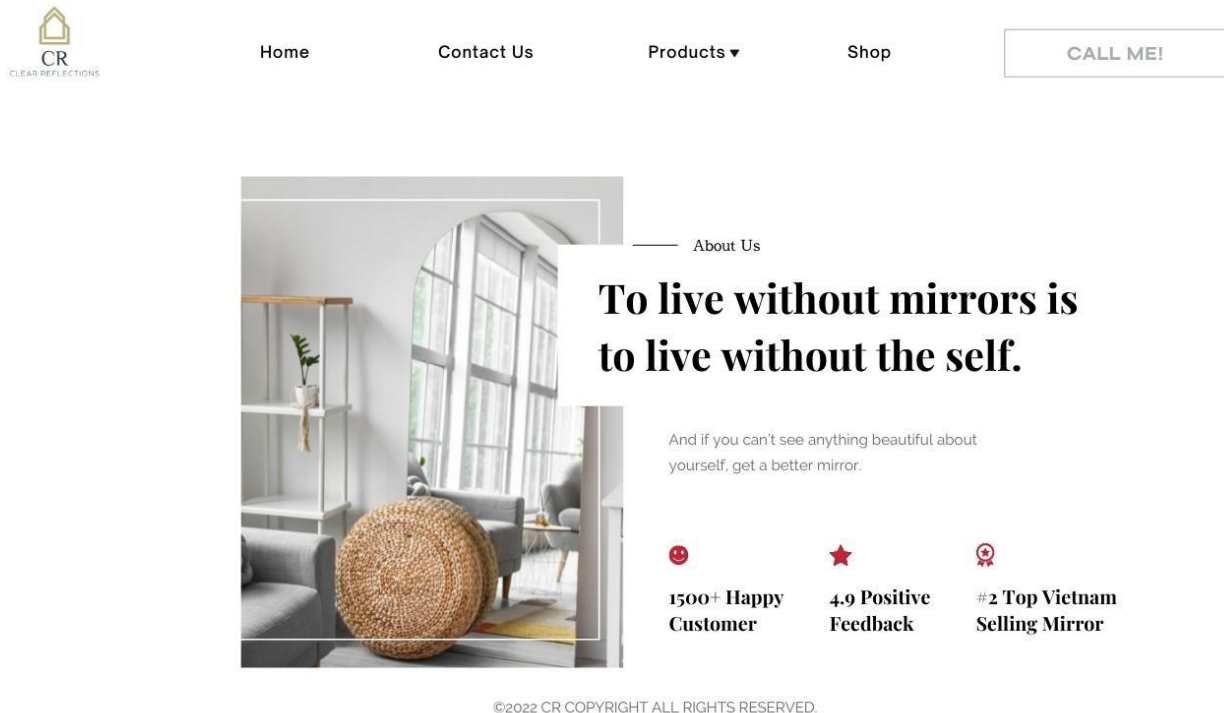 CR
CLEAR REFLECTIONS
Home
Contact Us
Products
Shop
CALL ME!
About Us
To live without mirrors is
to live without the self.
And if you can't see anything beautiful about
yourself, get a better mirror.
1500+ Happy
Customer
4.9 Positive
Feedback
#2 Top Vietnam
Selling Mirror
©2022 CR COPYRIGHT ALL RIGHTS RESERVED.